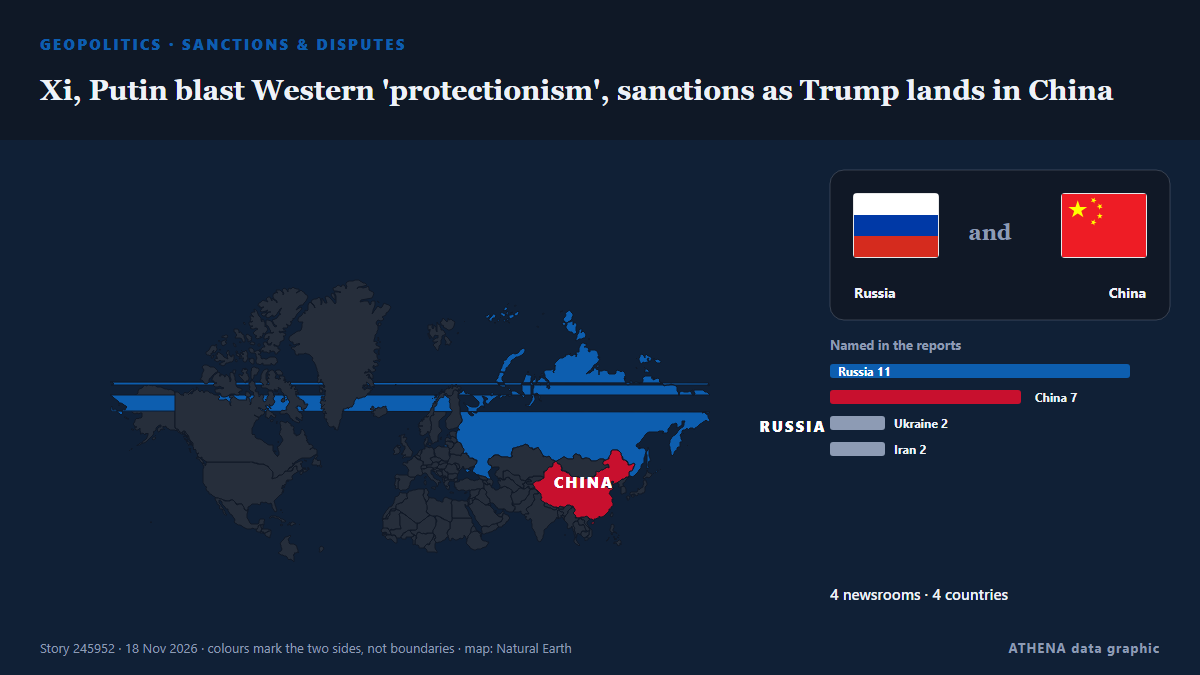 GEOPOLITICS · SANCTIONS & DISPUTES
Xi, Putin blast Western 'protectionism', sanctions as Trump lands in China
and
Russia
China
Named in the reports
Russia 11
China 7
Ukraine 2
Iran 2
RUSSIA
CHINA
4 newsrooms · 4 countries
Story 245952 · 18 Nov 2026 · colours mark the two sides, not boundaries · map: Natural Earth
ATHENA data graphic